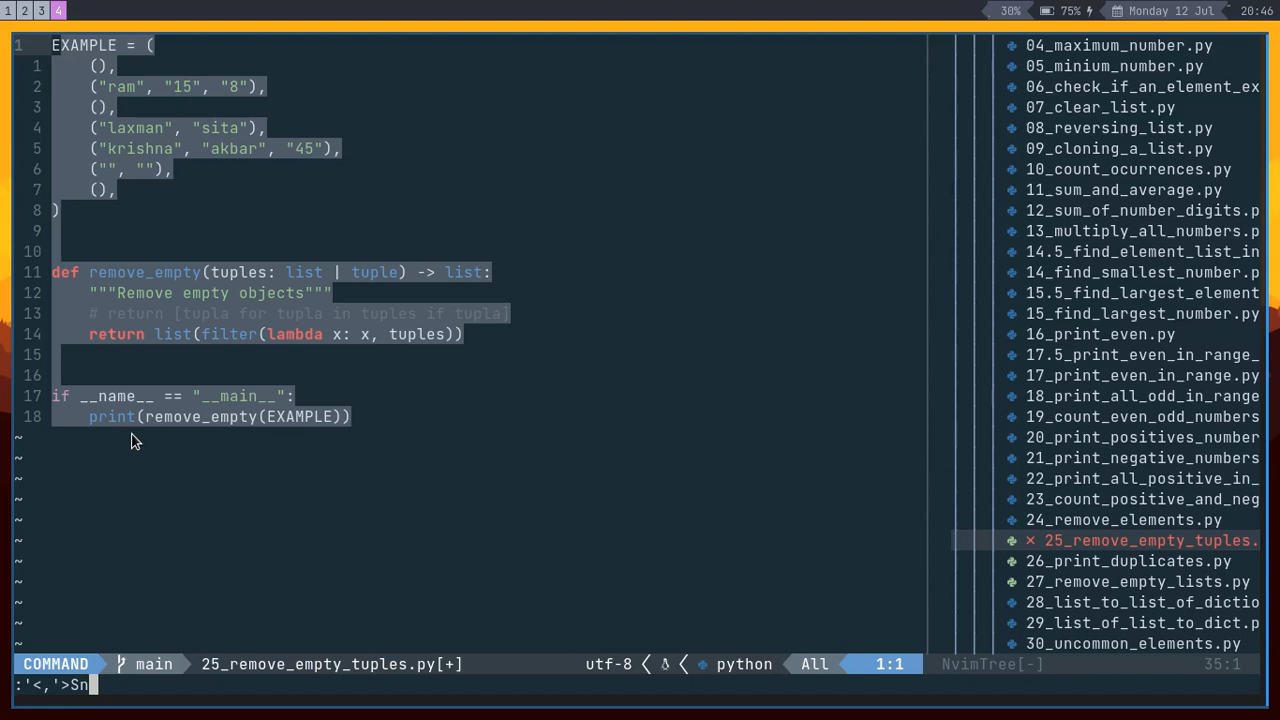 1 2 3 4 30% 75% Monday 12 Jul 20:46
1 EXAMPLE = (
1 (),
2 ("ram", "15", "8"),
3 (),
4 ("laxman", "sita"),
5 ("krishna", "akbar", "45"),
6 ("", ""),
7 (),
8 )
9
10
11 def remove_empty(tuples: list | tuple) -> list:
12 """Remove empty objects"""
13 # return [tupla for tupla in tuples if tupla]
14 return list(filter(lambda x: x, tuples))
15
16
17 if __name__ == "__main__":
18 print(remove_empty(EXAMPLE))
~
~
~
~
~
~
~
~
~
~
~
04_maximum_number.py
05_minium_number.py
06_check_if_an_element_ex
07_clear_list.py
08_reversing_list.py
09_cloning_a_list.py
10_count_ocurrences.py
11_sum_and_average.py
12_sum_of_number_digits.p
13_multiply_all_numbers.p
14.5_find_element_list_in
14_find_smallest_number.p
15.5_find_largest_element
15_find_largest_number.py
16_print_even.py
17.5_print_even_in_range_
17_print_even_in_range.py
18_print_all_odd_in_range
19_count_even_odd_numbers
20_print_positives_number
21_print_negative_numbers
22_print_all_positive_in_
23_count_positive_and_neg
24_remove_elements.py
✕ 25_remove_empty_tuples.
26_print_duplicates.py
27_remove_empty_lists.py
28_list_to_list_of_dictio
29_list_of_list_to_dict.p
30_uncommon_elements.py
COMMAND main 25_remove_empty_tuples.py[+] utf-8 python All 1:1 NvimTree[-] 35:1
:'<,'>Sn